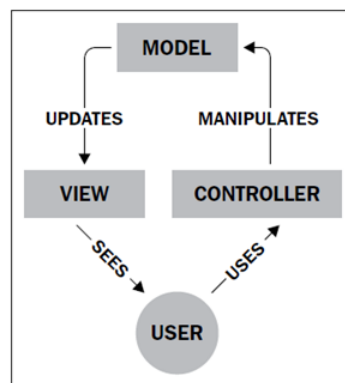 MODEL
UPDATES
MANIPULATES
VIEW
CONTROLLER
SEES
USES
USER